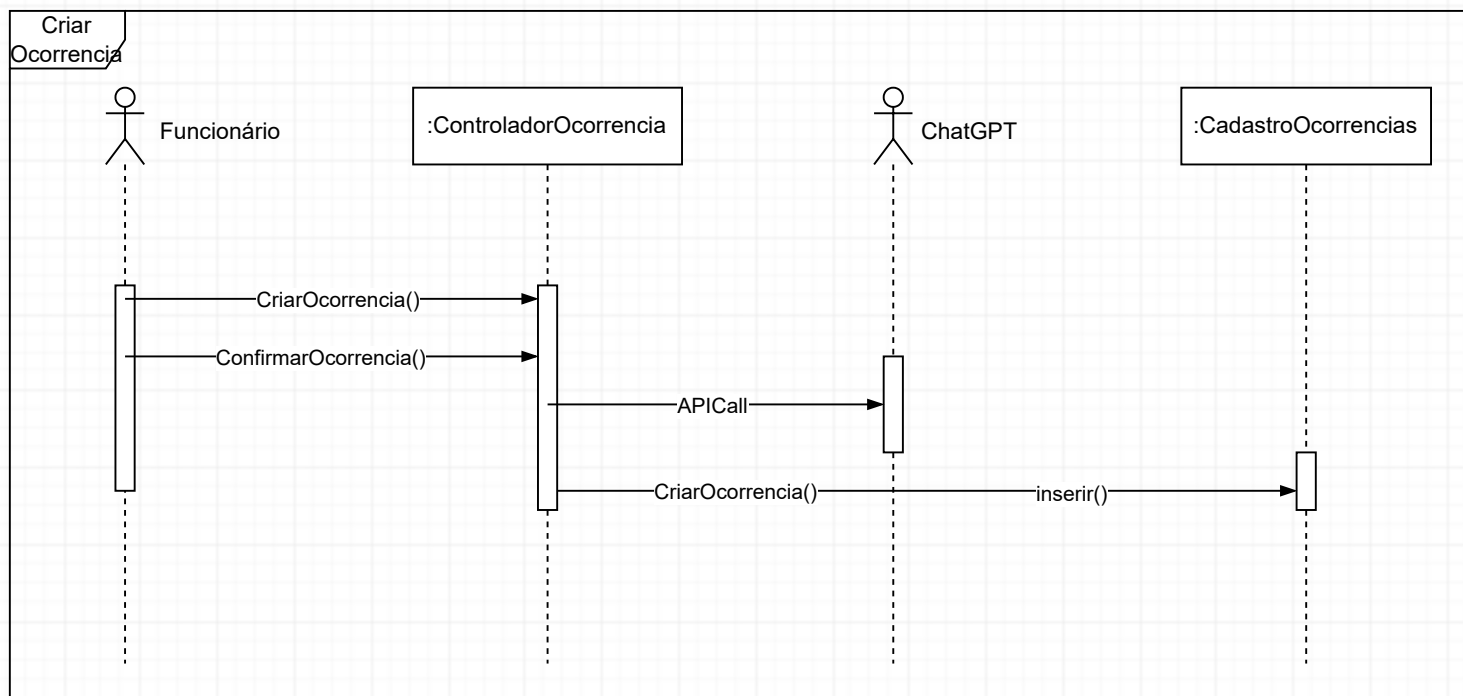 Criar
Ocorrencia
Funcionário
:ControladorOcorrencia
ChatGPT
:CadastroOcorrencias
CriarOcorrencia()
ConfirmarOcorrencia()
APICall
CriarOcorrencia()
inserir()